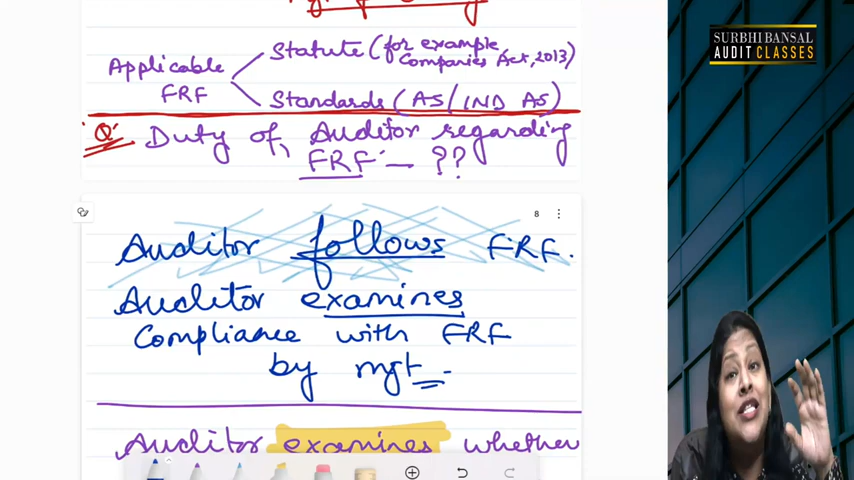 SURBHI BANSAL
AUDIT CLASSES
Applicable FRF
Statute (for example Companies Act, 2013)
Standards (AS/IND AS)
"Q" Duty of Auditor regarding
FRF — ??
8
Auditor follows FRF.
Auditor examines
Compliance with FRF
by mgt
Auditor examines whether